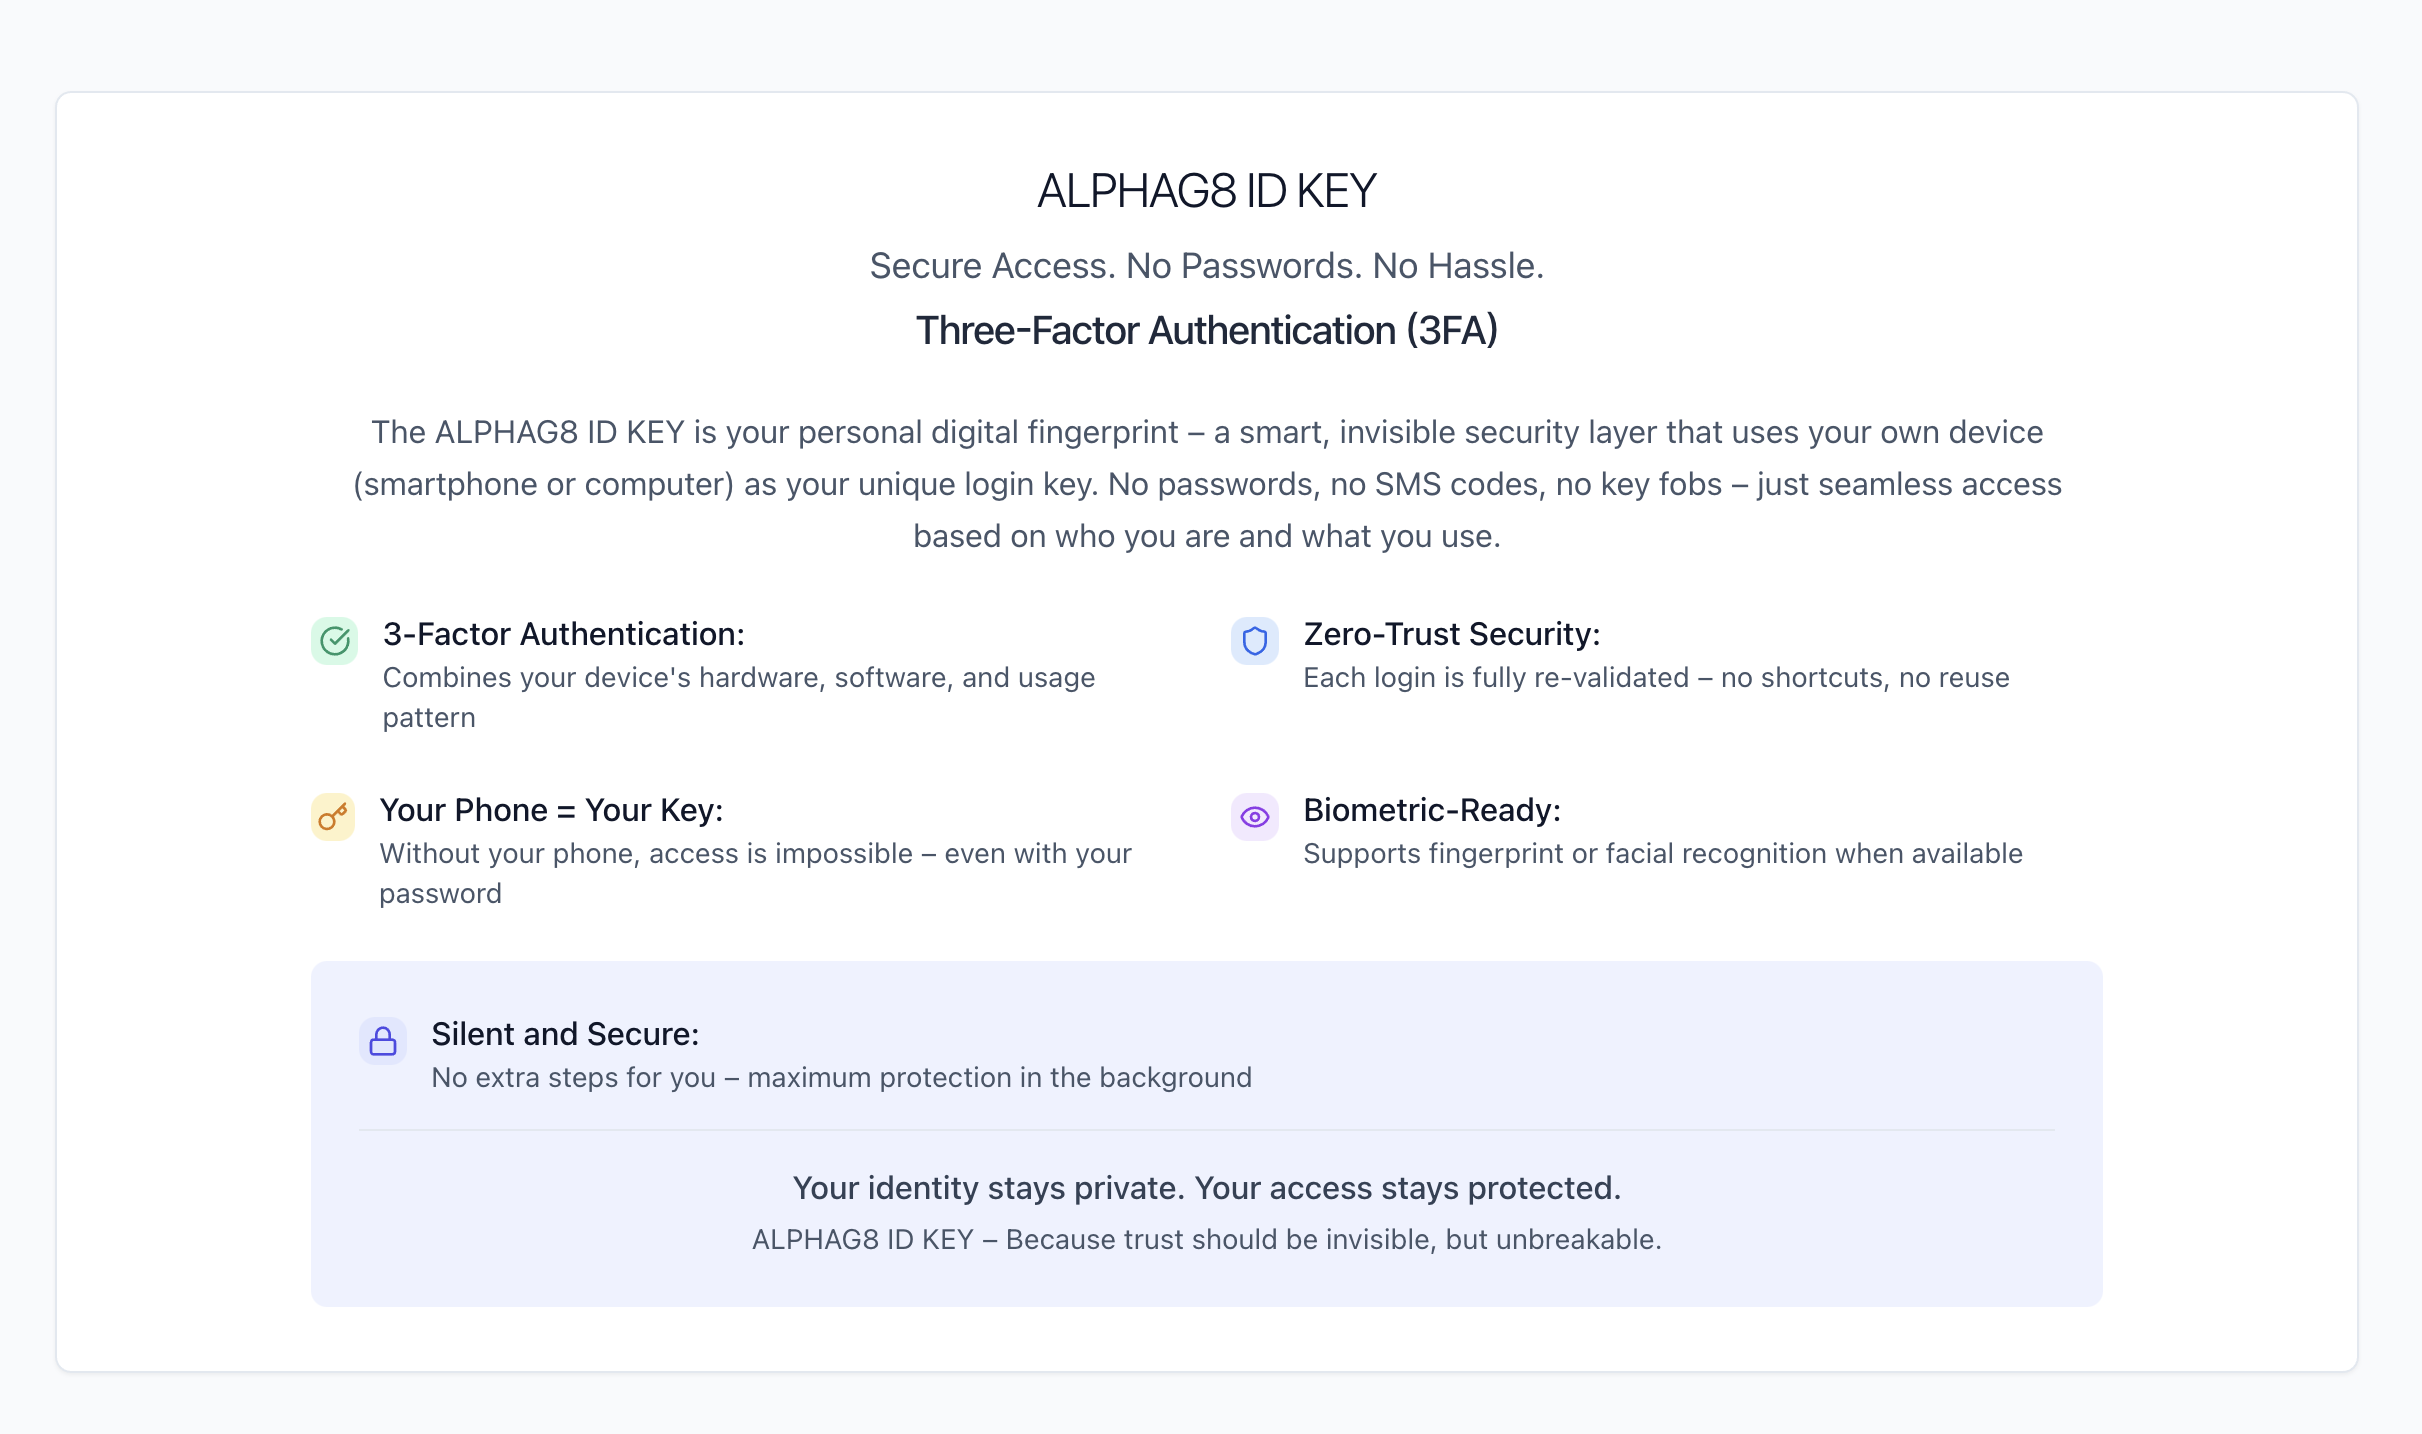 ALPHAG8 ID KEY
Secure Access. No Passwords. No Hassle.
Three-Factor Authentication (3FA)
The ALPHAG8 ID KEY is your personal digital fingerprint – a smart, invisible security layer that uses your own device
(smartphone or computer) as your unique login key. No passwords, no SMS codes, no key fobs – just seamless access
based on who you are and what you use.
3-Factor Authentication:
Combines your device's hardware, software, and usage
pattern
Zero-Trust Security:
Each login is fully re-validated – no shortcuts, no reuse
Your Phone = Your Key:
Without your phone, access is impossible – even with your
password
Biometric-Ready:
Supports fingerprint or facial recognition when available
Silent and Secure:
No extra steps for you – maximum protection in the background
Your identity stays private. Your access stays protected.
ALPHAG8 ID KEY – Because trust should be invisible, but unbreakable.